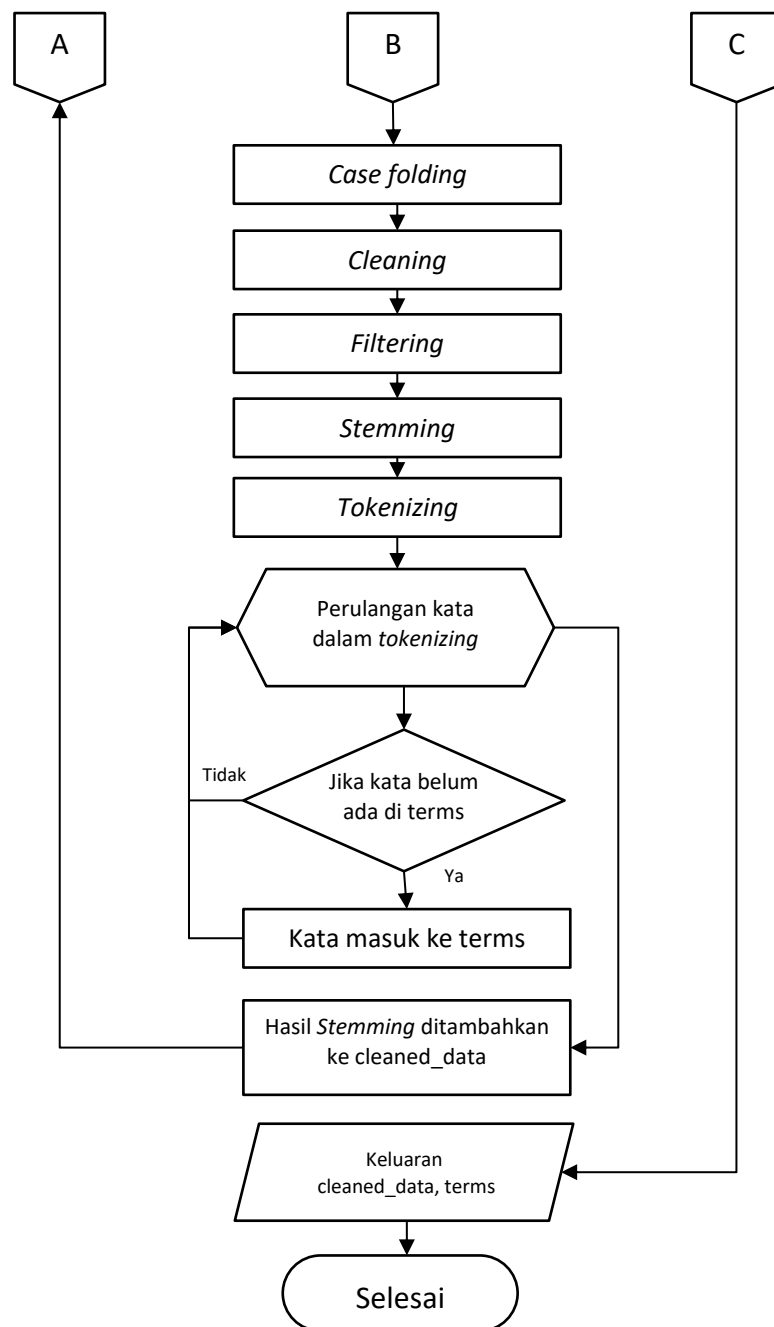 A
B
C
Case folding
Cleaning
Filtering
Stemming
Tokenizing
Perulangan kata
dalam tokenizing
Tidak
Jika kata belum
ada di terms
Ya
Kata masuk ke terms
Hasil Stemming ditambahkan
ke cleaned_data
Keluaran
cleaned_data, terms
Selesai